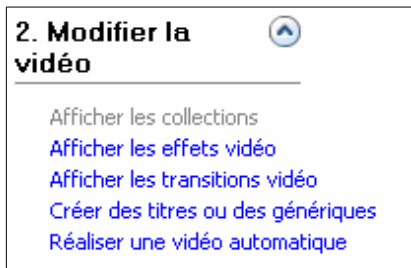 2. Modifier la
vidéo
Afficher les collections
Afficher les effets vidéo
Afficher les transitions vidéo
Créer des titres ou des génériques
Réaliser une vidéo automatique